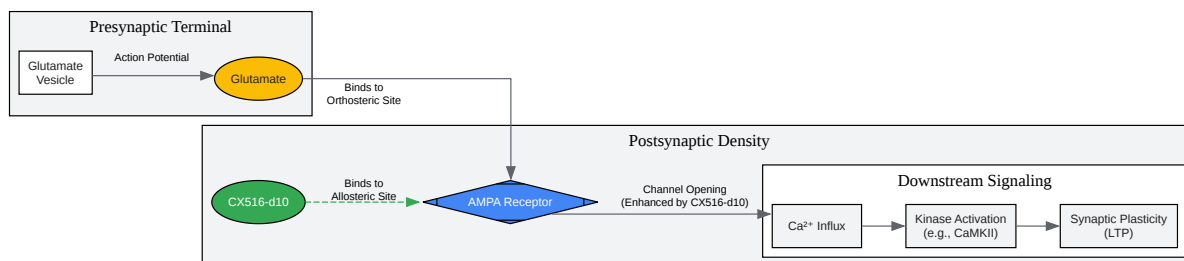 Presynaptic Terminal
Glutamate
Vesicle
Action Potential
Glutamate
Binds to
Orthosteric Site
Postsynaptic Density
CX516-d10
Binds to
Allosteric Site
AMPA Receptor
Channel Opening
(Enhanced by CX516-d10)
Downstream Signaling
Ca²⁺ Influx
Kinase Activation
(e.g., CaMKII)
Synaptic Plasticity
(LTP)